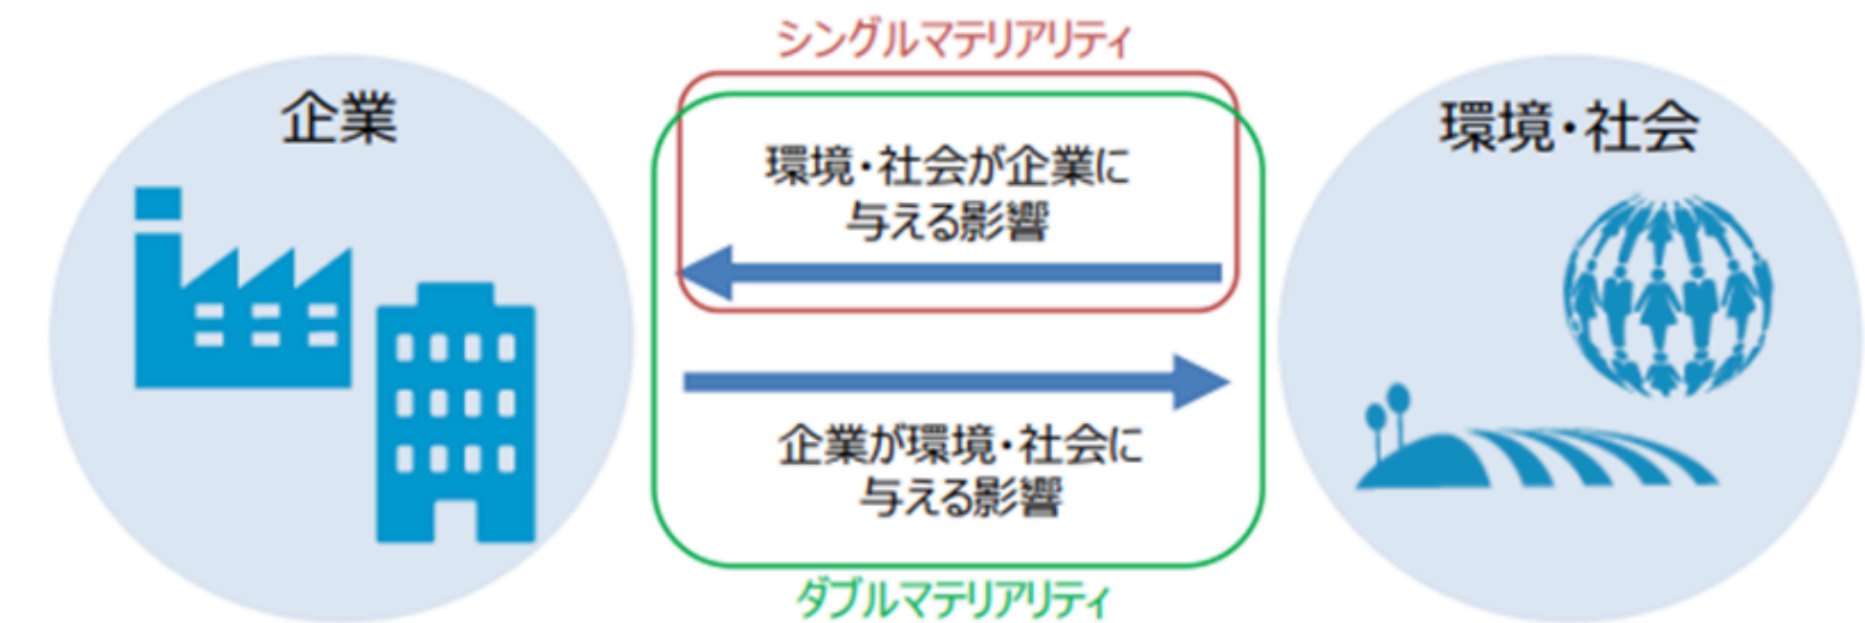 シングルマテリアリティ
企業
環境・社会が企業に
与える影響
企業が環境・社会に
与える影響
ダブルマテリアリティ
環境・社会